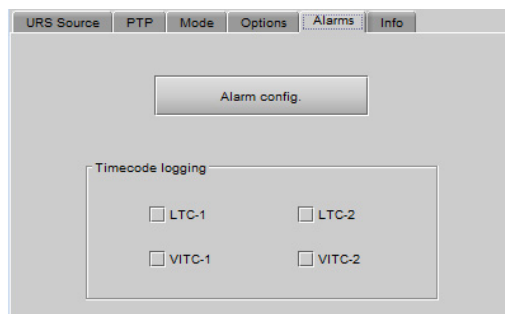 URS Source PTP Mode Options Alarms Info
Alarm config.
Timecode logging
LTC-1 LTC-2
VITC-1 VITC-2